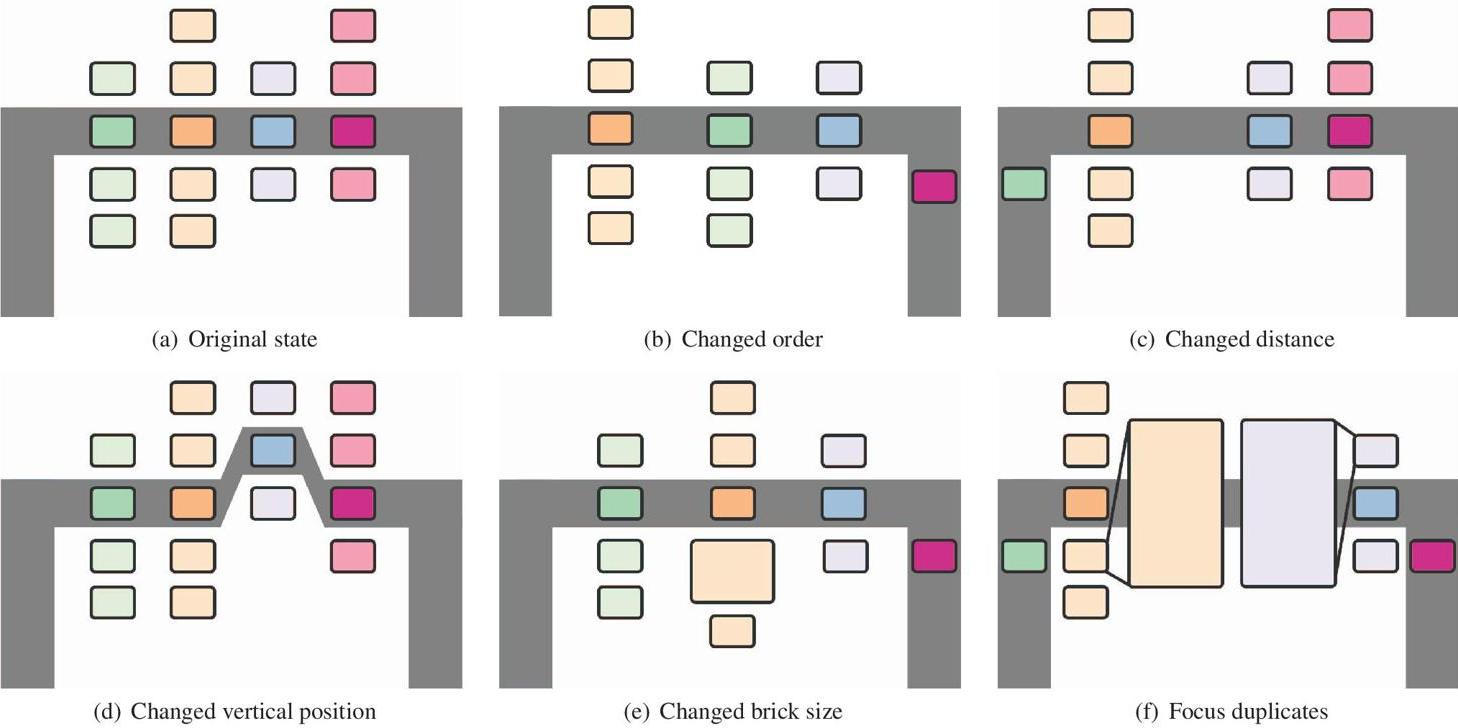 (a) Original state
(b) Changed order
(c) Changed distance
(d) Changed vertical position
(e) Changed brick size
(f) Focus duplicates